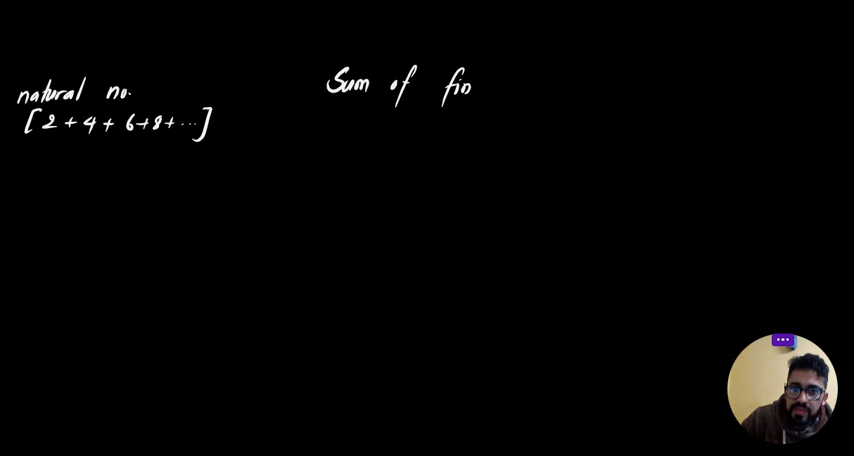 natural no.
[2 + 4 + 6 + 8 + ...]
Sum of fin